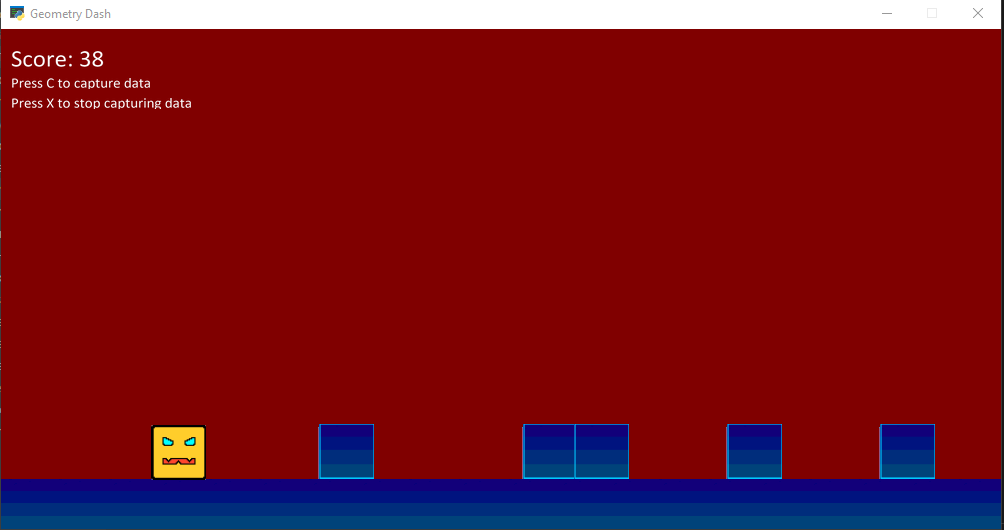 Geometry Dash
Score: 38
Press C to capture data
Press X to stop capturing data